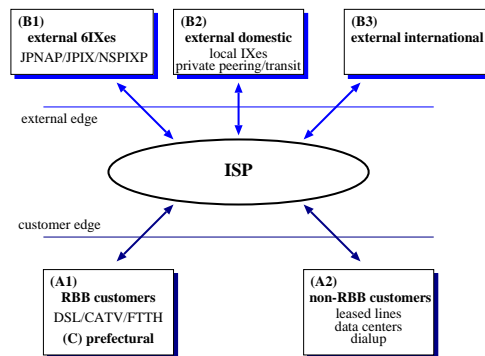 (B1)
external 6IXes
JPNAP/JPIX/NSPIXP
(B2)
external domestic
local IXes
private peering/transit
(B3)
external international
external edge
ISP
customer edge
(A1)
RBB customers
DSL/CATV/FTTH
(C) prefectural
(A2)
non-RBB customers
leased lines
data centers
dialup